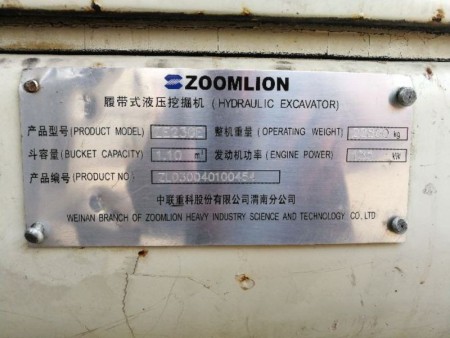 ZOOMLION
履带式液压挖掘机 (HYDRAULIC EXCAVATOR)
产品型号(PRODUCT MODEL) 整机重量 (OPERATING WEIGHT) kg
斗容量(BUCKET CAPACITY) 1.10 m³ 发动机功率(ENGINE POWER) kW
产品编号(PRODUCT NO) ZL030040100454
中联重科股份有限公司渭南分公司
WEINAN BRANCH OF ZOOMLION HEAVY INDUSTRY SCIENCE AND TECHNOLOGY. CO., LTD